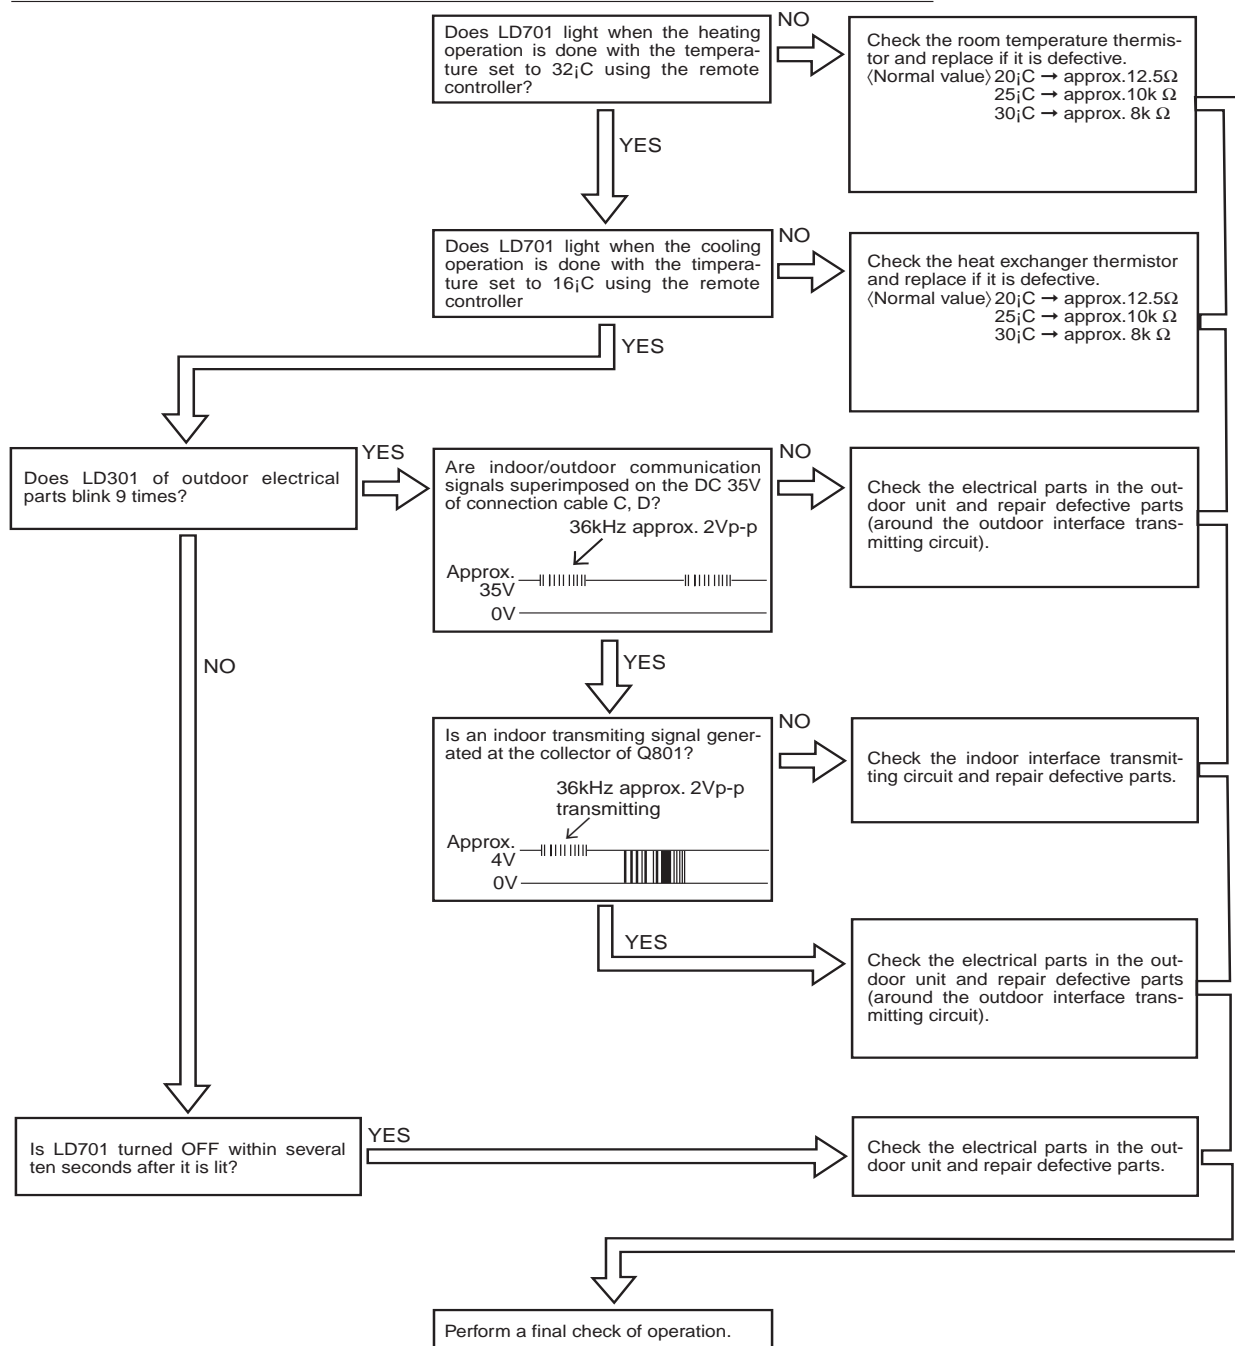 Does LD701 light when the heating
operation is done with the tempera-
ture set to 32¡C using the remote
controller?
NO
Check the room temperature thermis-
tor and replace if it is defective.
〈Normal value〉 20¡C → approx.12.5Ω
25¡C → approx.10k Ω
30¡C → approx. 8k Ω
YES
Does LD701 light when the cooling
operation is done with the timpera-
ture set to 16¡C using the remote
controller
NO
Check the heat exchanger thermistor
and replace if it is defective.
〈Normal value〉 20¡C → approx.12.5Ω
25¡C → approx.10k Ω
30¡C → approx. 8k Ω
YES
Does LD301 of outdoor electrical
parts blink 9 times?
YES
Are indoor/outdoor communication
signals superimposed on the DC 35V
of connection cable C, D?
36kHz approx. 2Vp-p
Approx.
35V
0V
NO
Check the electrical parts in the out-
door unit and repair defective parts
(around the outdoor interface trans-
mitting circuit).
NO
YES
Is an indoor transmiting signal gener-
ated at the collector of Q801?
36kHz approx. 2Vp-p
transmitting
Approx.
4V
0V
NO
Check the indoor interface transmit-
ting circuit and repair defective parts.
YES
Check the electrical parts in the out-
door unit and repair defective parts
(around the outdoor interface trans-
mitting circuit).
Is LD701 turned OFF within several
ten seconds after it is lit?
YES
Check the electrical parts in the out-
door unit and repair defective parts.
Perform a final check of operation.